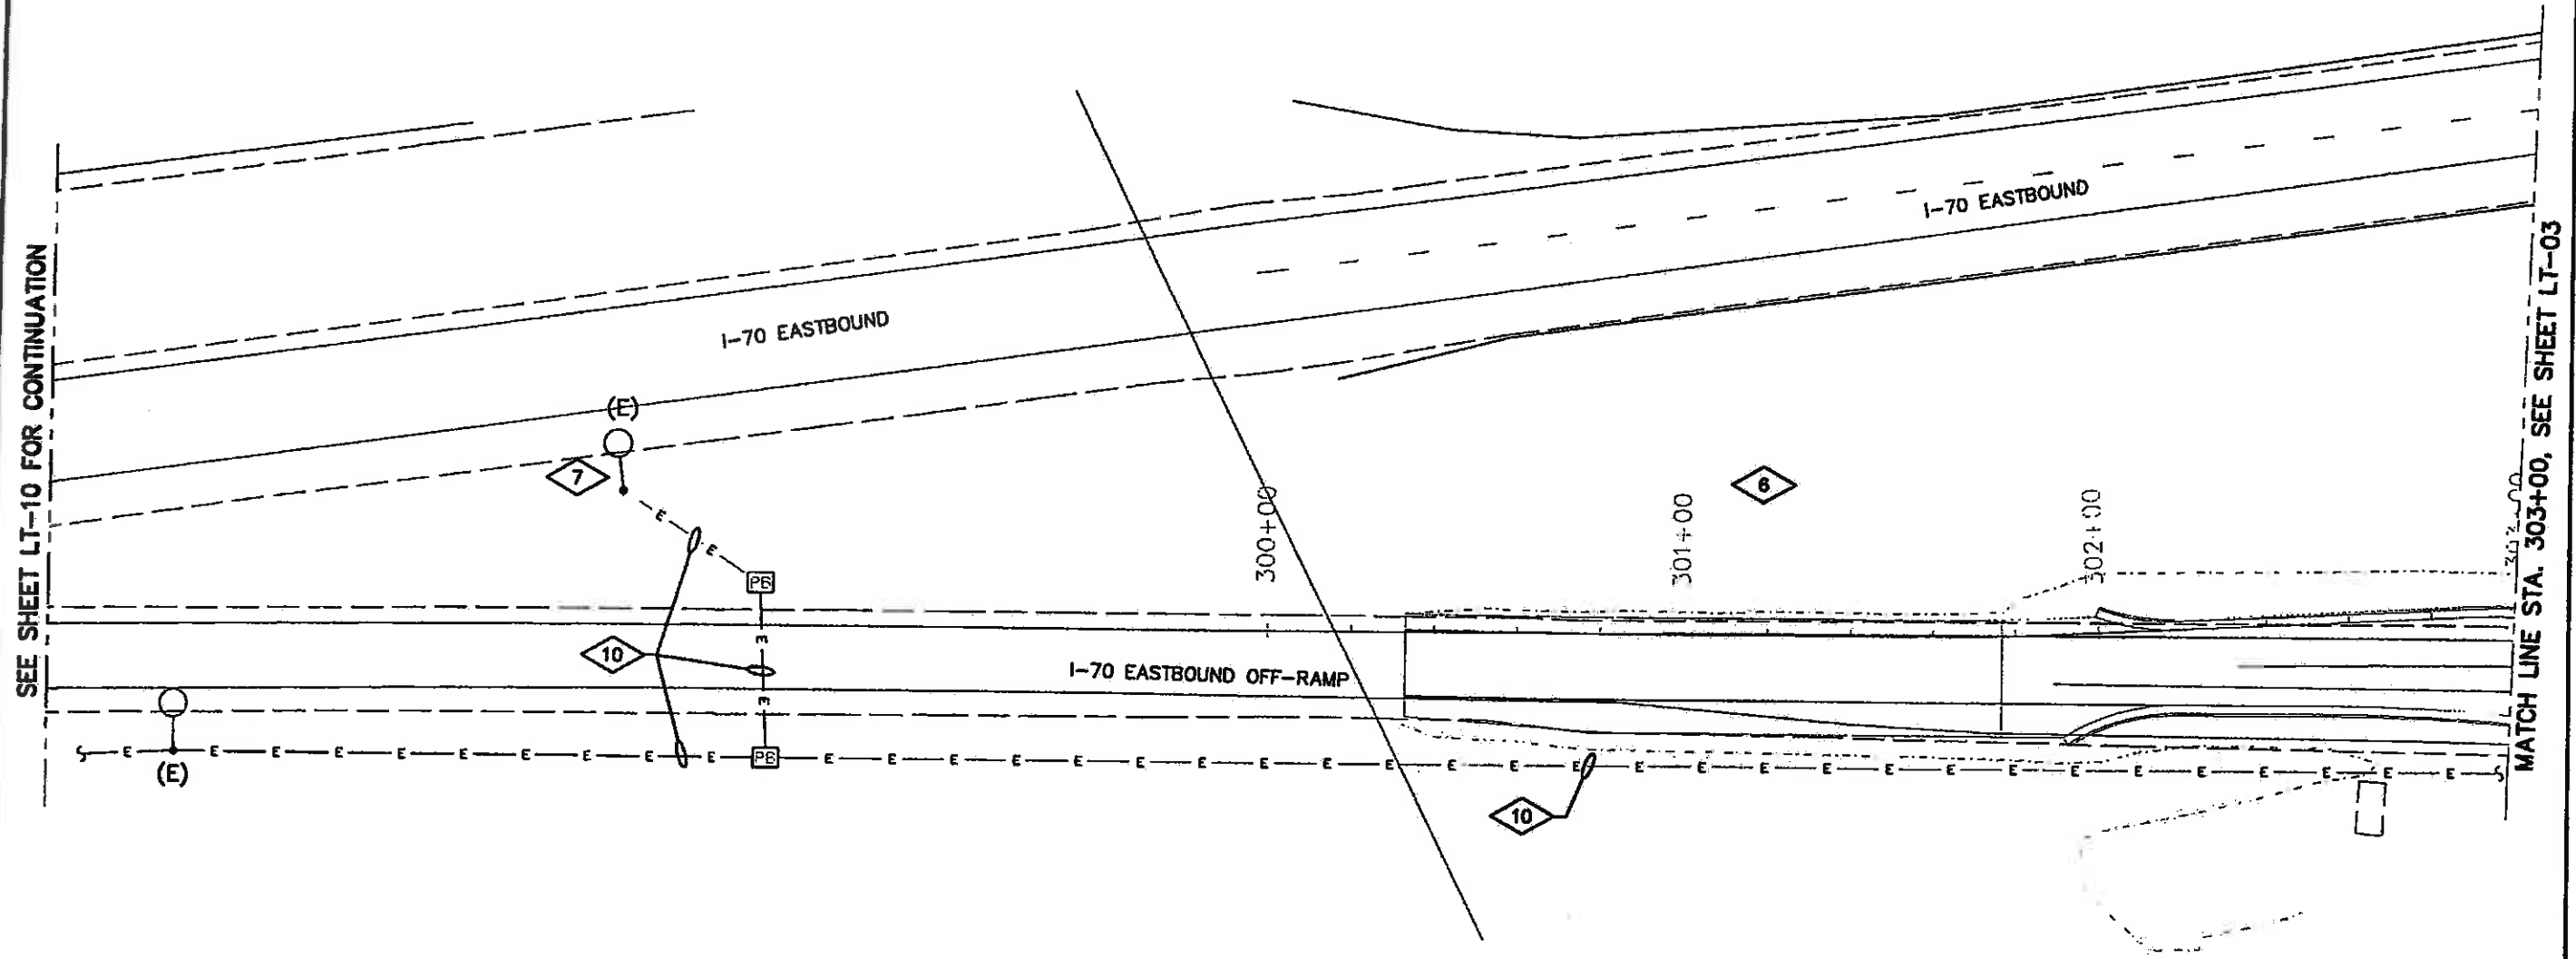 SEE SHEET LT-10 FOR CONTINUATION
I-70 EASTBOUND
I-70 EASTBOUND
(E)
7
E
E
PB
E
E
10
PB
(E)
I-70 EASTBOUND OFF-RAMP
300+00
301+00
302+00
6
10
E E E E E E E E E E E E E E E E E E E E E E E E E E E E E E E E E E E E E E
MATCH LINE STA. 303+00, SEE SHEET LT-03